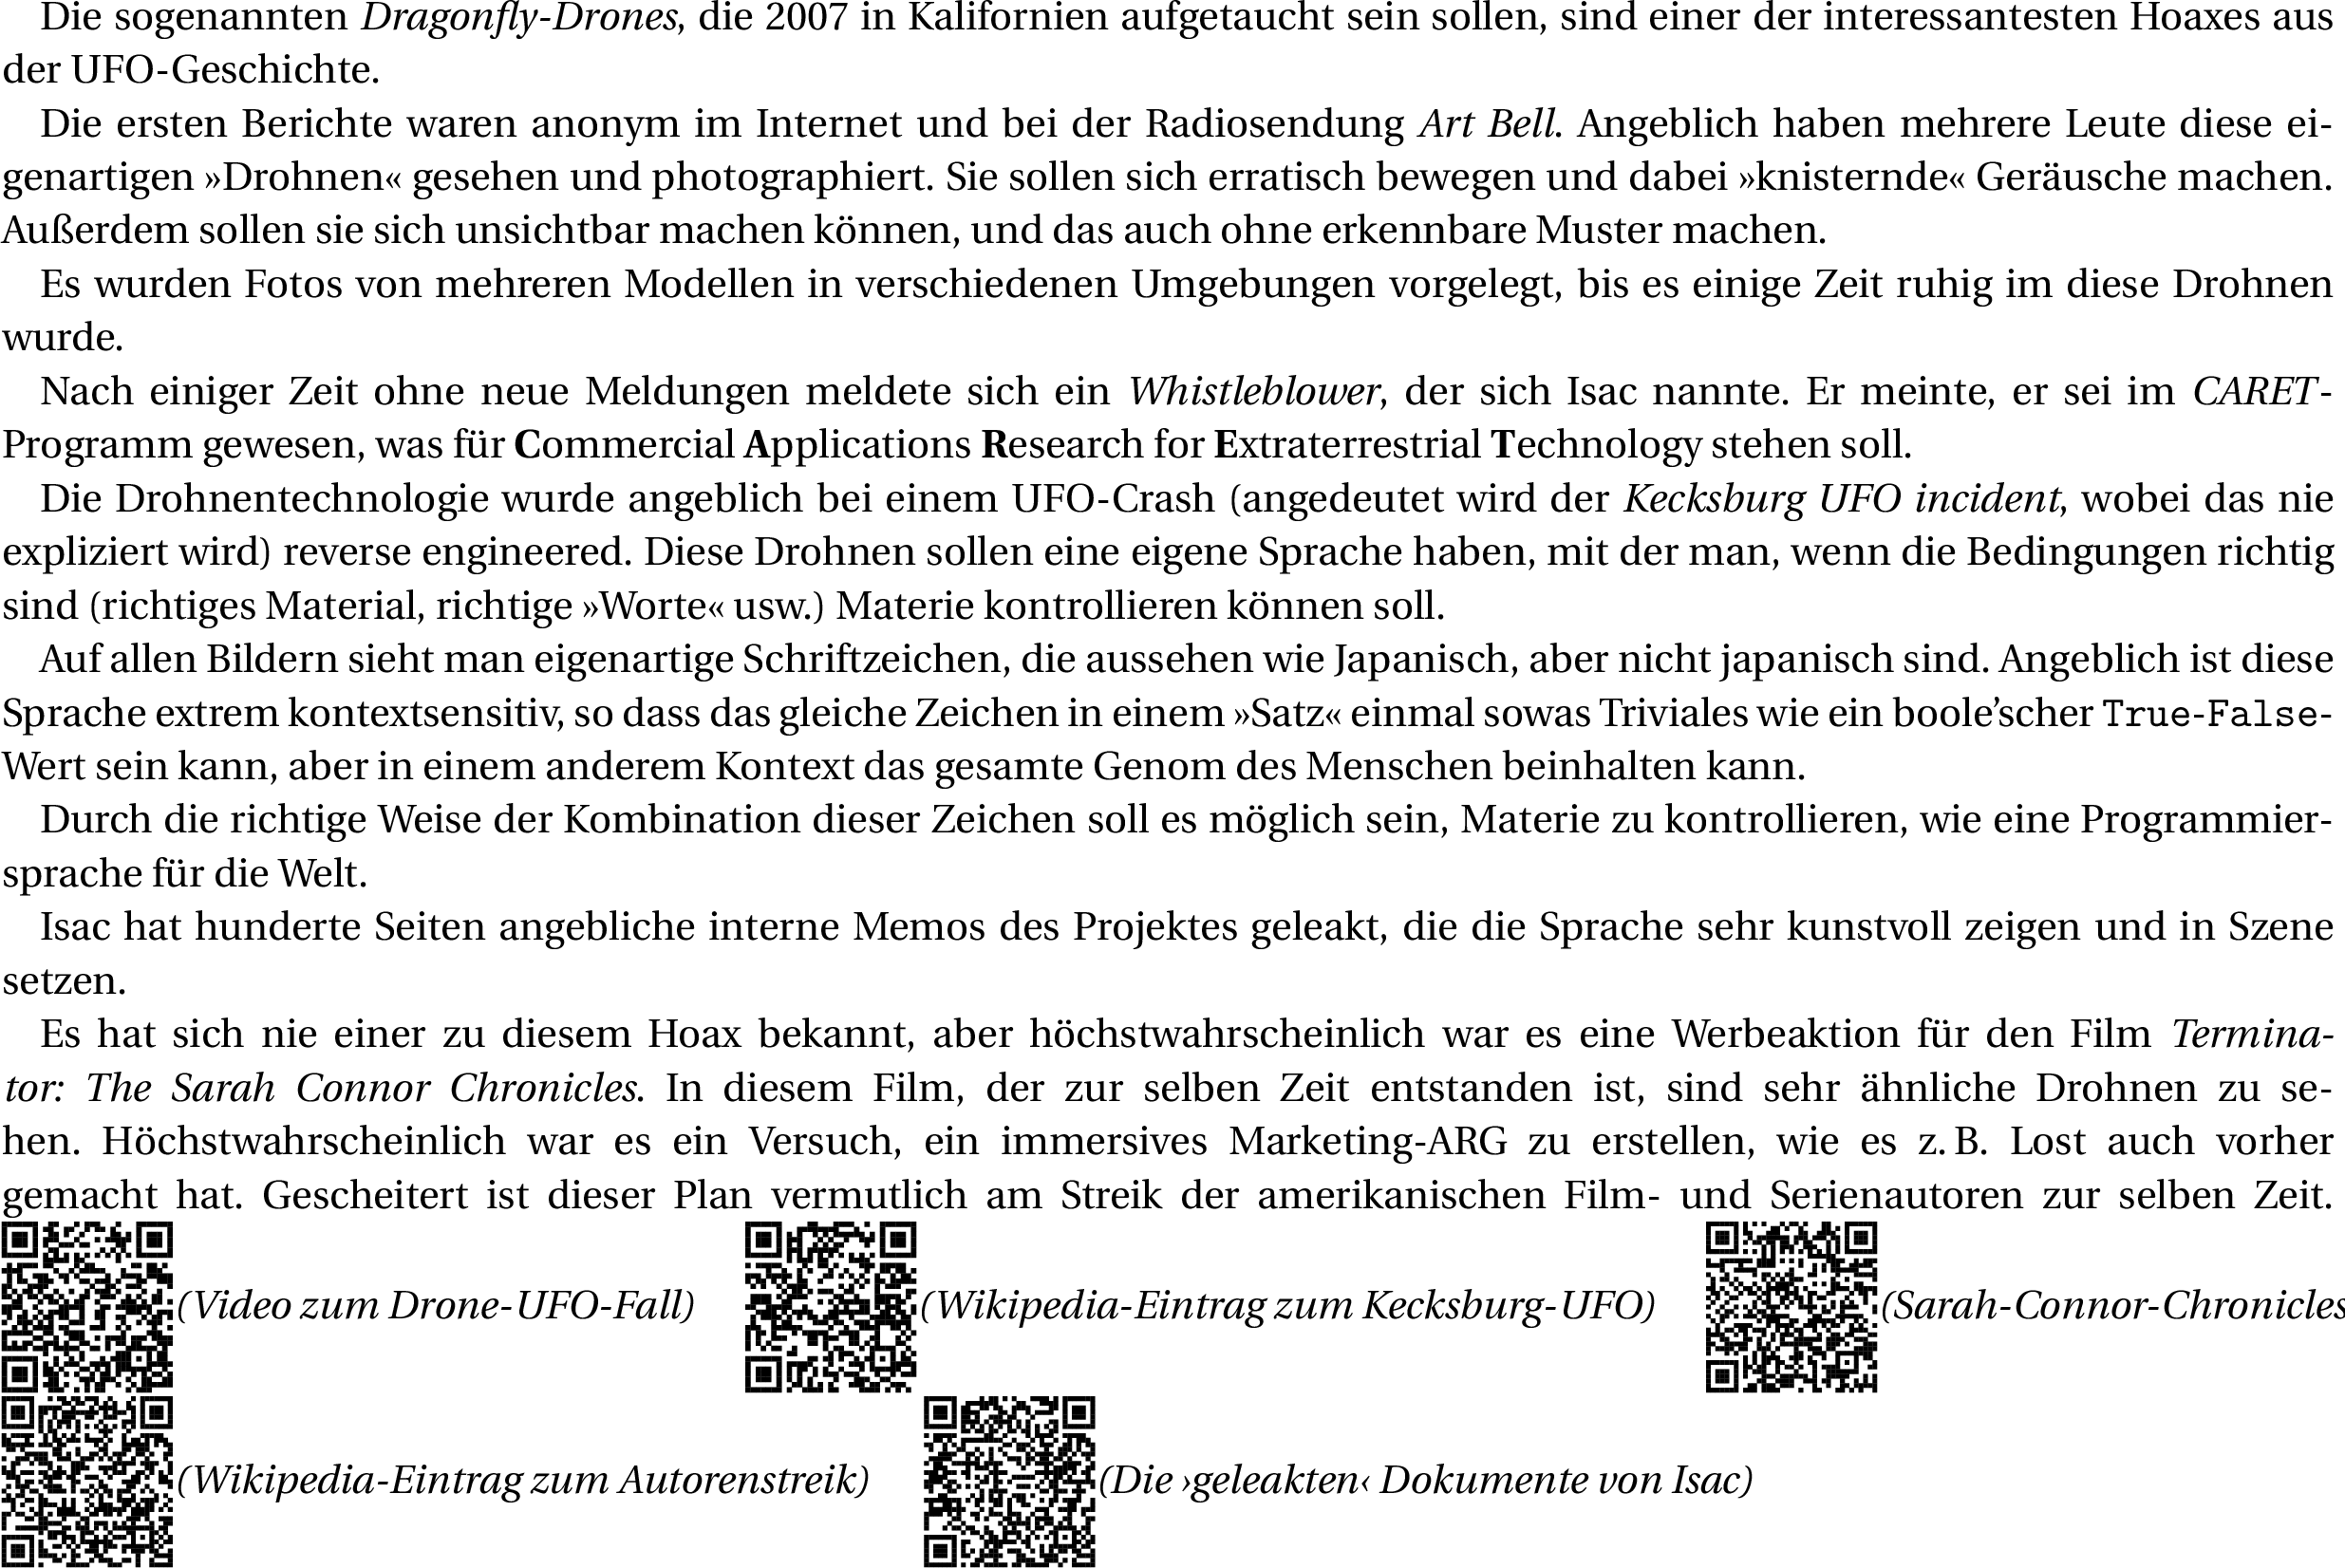 Die sogenannten Dragonfly-Drones, die 2007 in Kalifornien aufgetaucht sein sollen, sind einer der interessantesten Hoaxes aus
der UFO-Geschichte.
Die ersten Berichte waren anonym im Internet und bei der Radiosendung Art Bell. Angeblich haben mehrere Leute diese ei-
genartigen »Drohnen« gesehen und photographiert. Sie sollen sich erratisch bewegen und dabei »knisternde« Geräusche machen.
Außerdem sollen sie sich unsichtbar machen können, und das auch ohne erkennbare Muster machen.
Es wurden Fotos von mehreren Modellen in verschiedenen Umgebungen vorgelegt, bis es einige Zeit ruhig im diese Drohnen
wurde.
Nach einiger Zeit ohne neue Meldungen meldete sich ein Whistleblower, der sich Isac nannte. Er meinte, er sei im CARET-
Programm gewesen, was für Commercial Applications Research for Extraterrestrial Technology stehen soll.
Die Drohnentechnologie wurde angeblich bei einem UFO-Crash (angedeutet wird der Kecksburg UFO incident, wobei das nie
expliziert wird) reverse engineered. Diese Drohnen sollen eine eigene Sprache haben, mit der man, wenn die Bedingungen richtig
sind (richtiges Material, richtige »Worte« usw.) Materie kontrollieren können soll.
Auf allen Bildern sieht man eigenartige Schriftzeichen, die aussehen wie Japanisch, aber nicht japanisch sind. Angeblich ist diese
Sprache extrem kontextsensitiv, so dass das gleiche Zeichen in einem »Satz« einmal sowas Triviales wie ein boole’scher True-False-
Wert sein kann, aber in einem anderem Kontext das gesamte Genom des Menschen beinhalten kann.
Durch die richtige Weise der Kombination dieser Zeichen soll es möglich sein, Materie zu kontrollieren, wie eine Programmier-
sprache für die Welt.
Isac hat hunderte Seiten angebliche interne Memos des Projektes geleakt, die die Sprache sehr kunstvoll zeigen und in Szene
setzen.
Es hat sich nie einer zu diesem Hoax bekannt, aber höchstwahrscheinlich war es eine Werbeaktion für den Film Termina-
tor: The Sarah Connor Chronicles. In diesem Film, der zur selben Zeit entstanden ist, sind sehr ähnliche Drohnen zu se-
hen. Höchstwahrscheinlich war es ein Versuch, ein immersives Marketing-ARG zu erstellen, wie es z. B. Lost auch vorher
gemacht hat. Gescheitert ist dieser Plan vermutlich am Streik der amerikanischen Film- und Serienautoren zur selben Zeit.
(Video zum Drone-UFO-Fall) (Wikipedia-Eintrag zum Kecksburg-UFO) (Sarah-Connor-Chronicles
(Wikipedia-Eintrag zum Autorenstreik) (Die ›geleakten‹ Dokumente von Isac)